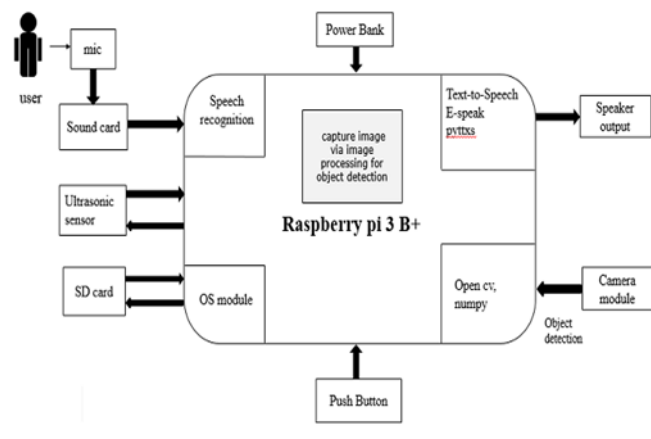 Power Bank
mic
user
Speech
recognition
Text-to-Speech
E-speak
pyttxs
Sound card
Speaker
output
capture image
via image
processing for
object detection
Ultrasonic
sensor
Raspberry pi 3 B+
SD card
OS module
Open cv,
numpy
Camera
module
Object
detection
Push Button